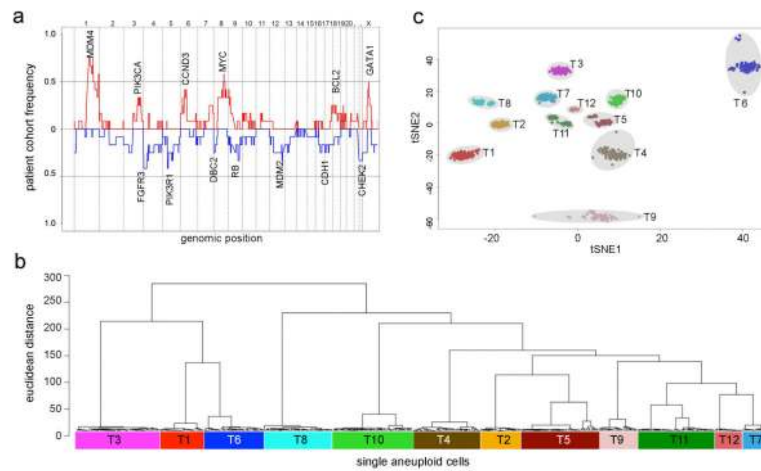 a
1 2 3 4 5 6 7 8 9 10 11 12 13 14 15 16 17 18 19 20 X
MDM4 PIK3CA CCND3 MYC BCL2 GATA1
1.0
0.5
0
0.5
1.0
patient cohort frequency
FGFR3 PIK3R1 DBC2 RB MDM2 CDH1 CHEK2
genomic position
c
40
20
0
-20
-40
-60
tSNE2
T3
T6
T7
T10
T8
T12
T2
T5
T11
T1
T4
T9
-20 0 20 40
tSNE1
b
300
250
200
150
100
50
0
euclidean distance
T3 T1 T6 T8 T10 T4 T2 T5 T9 T11 T12 T7
single aneuploid cells